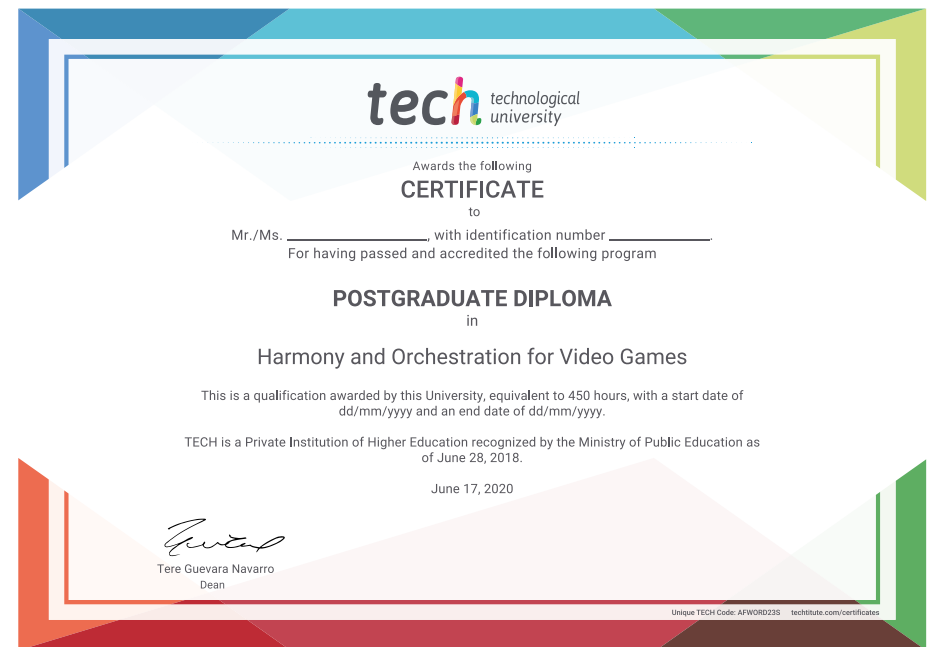 tech technological
university
Awards the following
CERTIFICATE
to
Mr./Ms. ____________, with identification number ____________.
For having passed and accredited the following program
POSTGRADUATE DIPLOMA
in
Harmony and Orchestration for Video Games
This is a qualification awarded by this University, equivalent to 450 hours, with a start date of
dd/mm/yyyy and an end date of dd/mm/yyyy.
TECH is a Private Institution of Higher Education recognized by the Ministry of Public Education as
of June 28, 2018.
June 17, 2020
Tere Guevara Navarro
Dean
Unique TECH Code: AFWORD23S techtitute.com/certificates